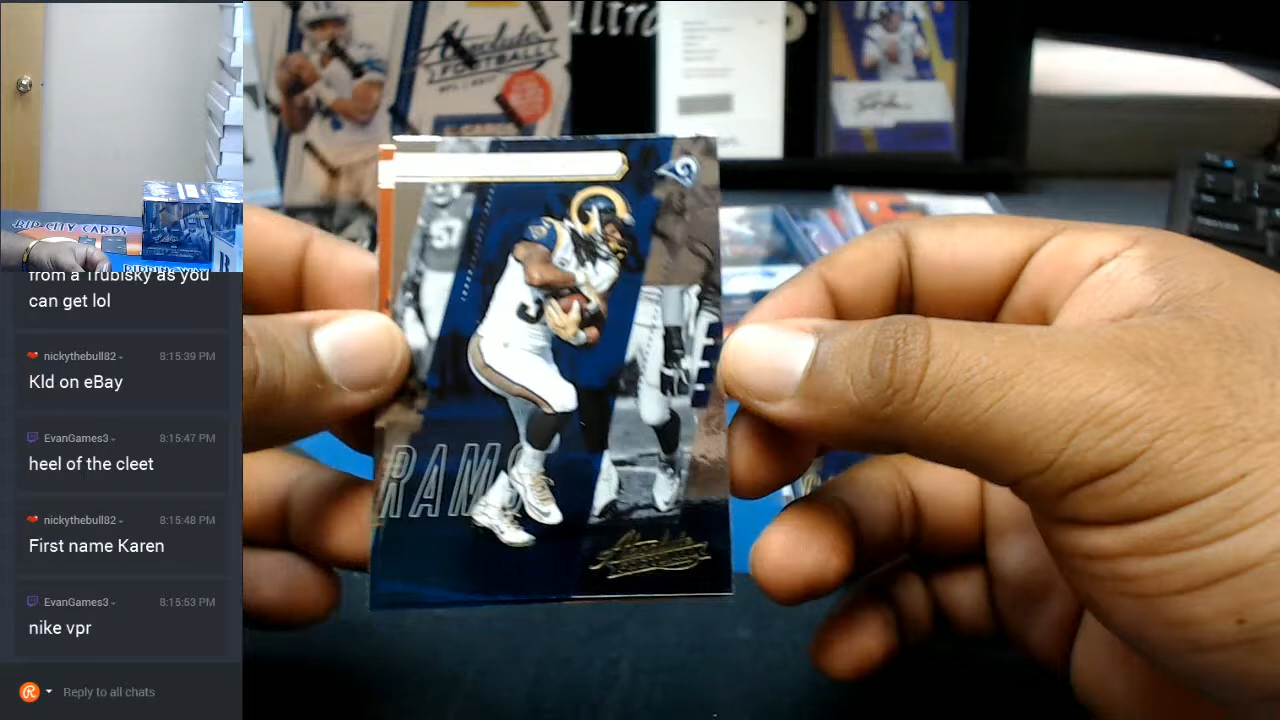 RIP CITY CARDS
from a Trubisky as you
can get lol
nickythebull82
8:15:39 PM
Kld on eBay
EvanGames3
8:15:47 PM
heel of the cleet
nickythebull82
8:15:48 PM
First name Karen
EvanGames3
8:15:53 PM
nike vpr
Reply to all chats
Absolute
FOOTBALL
Ultra
57
RAMS
Absolute